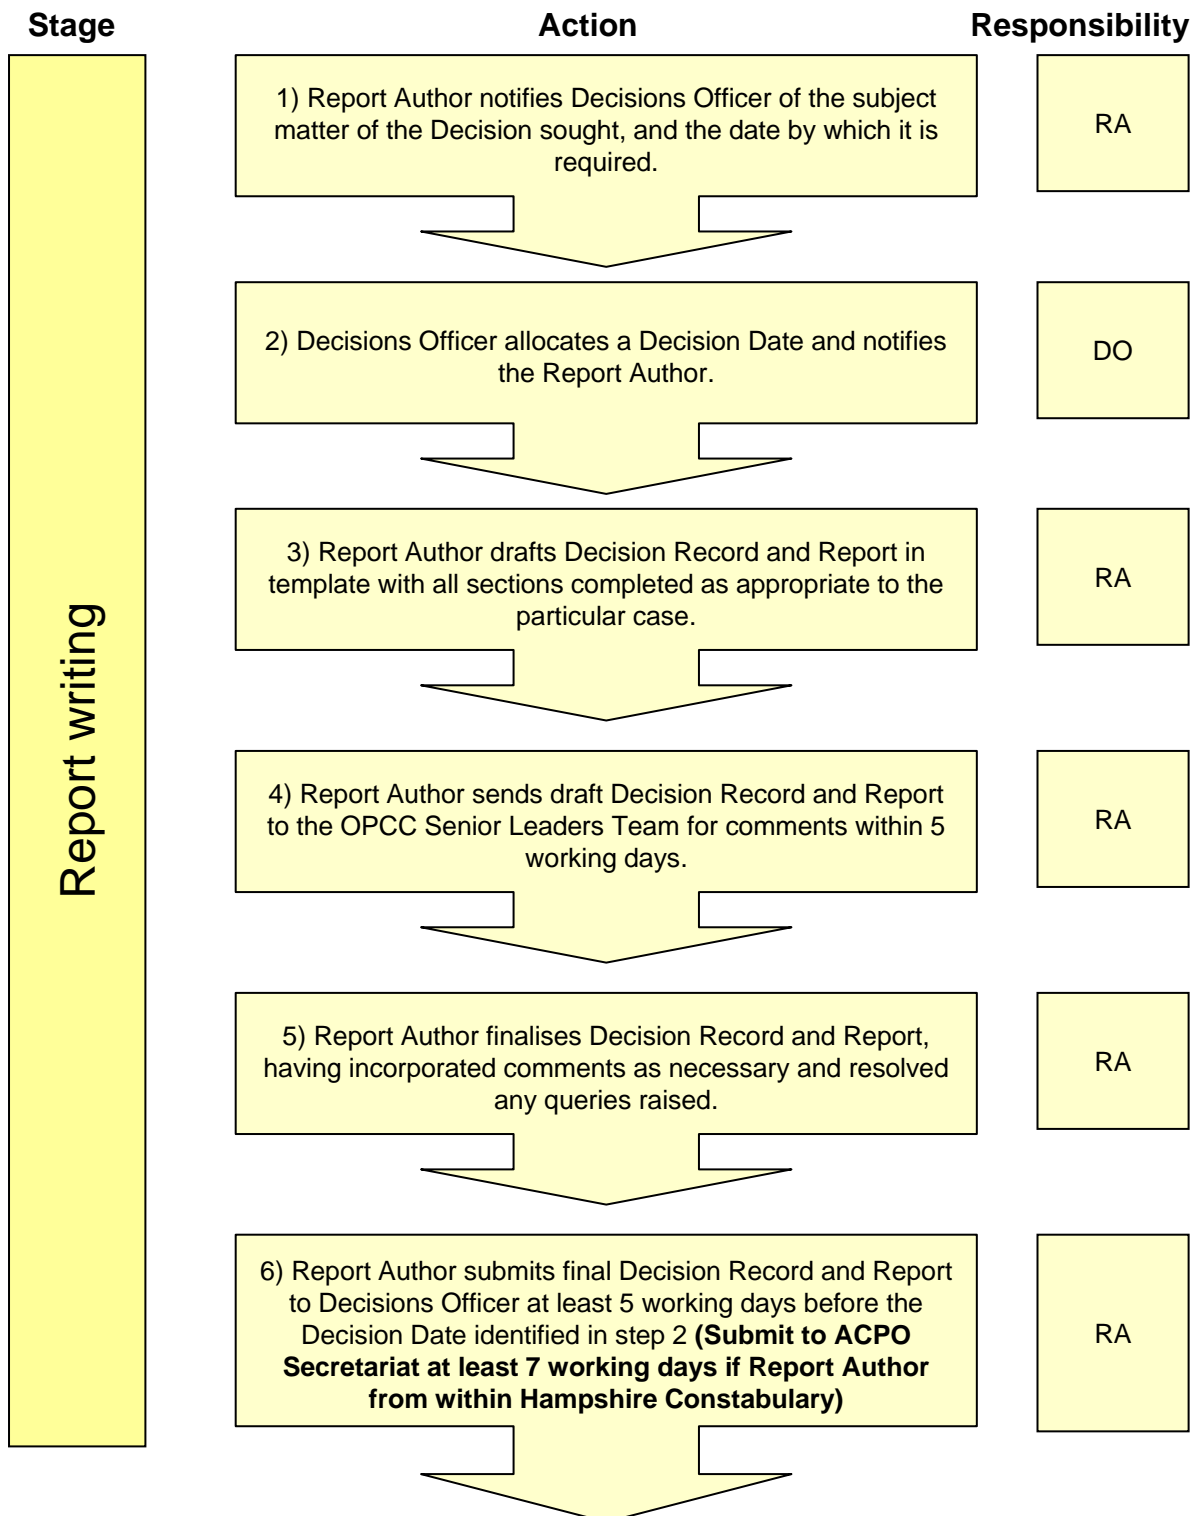 Stage
Action
Responsibility
Report writing
1) Report Author notifies Decisions Officer of the subject
matter of the Decision sought, and the date by which it is
required.
RA
2) Decisions Officer allocates a Decision Date and notifies
the Report Author.
DO
3) Report Author drafts Decision Record and Report in
template with all sections completed as appropriate to the
particular case.
RA
4) Report Author sends draft Decision Record and Report
to the OPCC Senior Leaders Team for comments within 5
working days.
RA
5) Report Author finalises Decision Record and Report,
having incorporated comments as necessary and resolved
any queries raised.
RA
6) Report Author submits final Decision Record and Report
to Decisions Officer at least 5 working days before the
Decision Date identified in step 2 (Submit to ACPO
Secretariat at least 7 working days if Report Author
from within Hampshire Constabulary)
RA